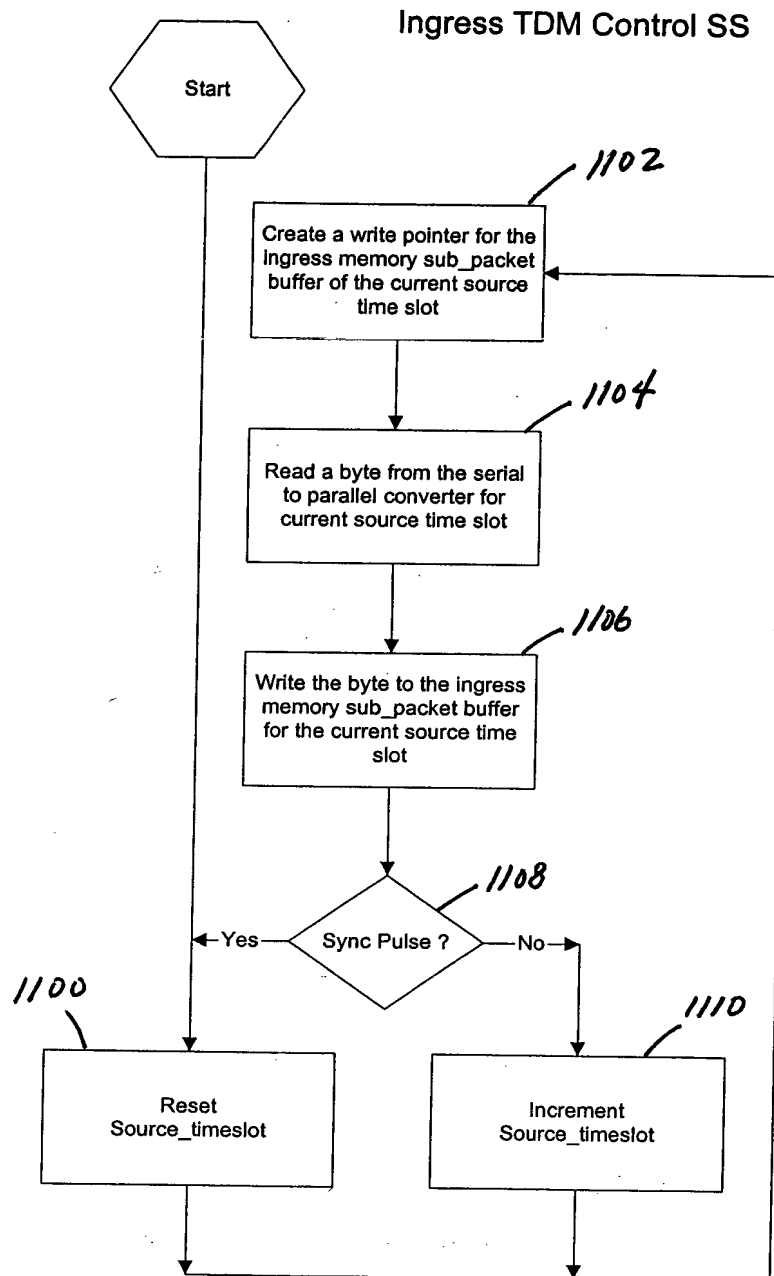 Ingress TDM Control SS
Start
1102
Create a write pointer for the
ingress memory sub_packet
buffer of the current source
time slot
1104
Read a byte from the serial
to parallel converter for
current source time slot
1106
Write the byte to the ingress
memory sub_packet buffer
for the current source time
slot
1108
Yes
Sync Pulse ?
No
1100
1110
Reset
Source_timeslot
Increment
Source_timeslot